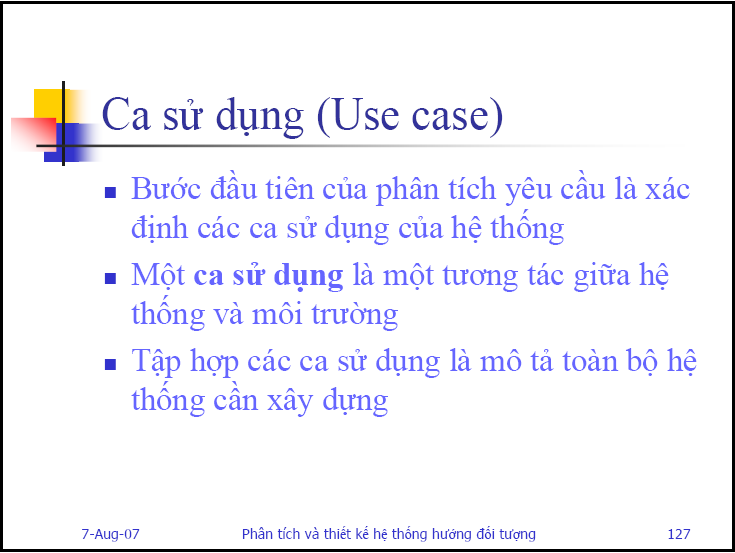 Ca sử dụng (Use case)
Bước đầu tiên của phân tích yêu cầu là xác
định các ca sử dụng của hệ thống
Một ca sử dụng là một tương tác giữa hệ
thống và môi trường
Tập hợp các ca sử dụng là mô tả toàn bộ hệ
thống cần xây dựng
7-Aug-07 Phân tích và thiết kế hệ thống hướng đối tượng 127